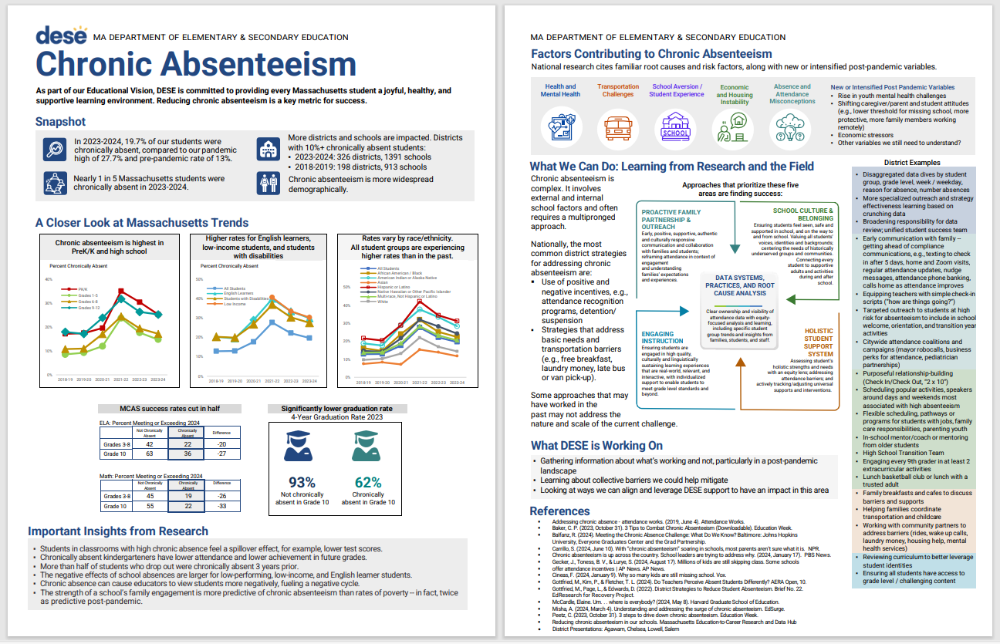 dese MA DEPARTMENT OF ELEMENTARY & SECONDARY EDUCATION
Chronic Absenteeism
As part of our Educational Vision, DESE is committed to providing every Massachusetts student a joyful, healthy, and
supportive learning environment. Reducing chronic absenteeism is a key metric for success.
Snapshot
In 2023-2024, 19.7% of our students were
chronically absent, compared to our pandemic
high of 27.7% and pre-pandemic rate of 13%.
Nearly 1 in 5 Massachusetts students were
chronically absent in 2023-2024.
More districts and schools are impacted. Districts
with 10%+ chronically absent students:
• 2023-2024: 326 districts, 1391 schools
• 2018-2019: 198 districts, 913 schools
Chronic absenteeism is more widespread
demographically.
A Closer Look at Massachusetts Trends
Chronic absenteeism is highest in
PreK/K and high school
Percent Chronically Absent
40%
30%
20%
10%
0%
PK/K
Grades 1-5
Grades 6-8
Grades 9-12
2018-19 2019-20 2020-21 2021-22 2022-23 2023-24
Higher rates for English learners,
low-income students, and students
with disabilities
Percent Chronically Absent
50%
40%
30%
20%
10%
0%
All Students
English Learners
Students with Disabilities
Low Income
2018-19 2019-20 2020-21 2021-22 2022-23 2023-24
Rates vary by race/ethnicity.
All student groups are experiencing
higher rates than in the past.
All Students
African American / Black
American Indian or Alaska Native
Asian
Hispanic or Latino
Native Hawaiian or Other Pacific Islander
Multi-race, Not Hispanic or Latino
White
50%
40%
30%
20%
10%
0%
2018-19 2019-20 2020-21 2021-22 2022-23 2023-24
MCAS success rates cut in half
ELA: Percent Meeting or Exceeding 2024
Not Chronically Absent Chronically Absent Difference
Grades 3-8 42 22 -20
Grade 10 63 36 -27
Math: Percent Meeting or Exceeding 2024
Not Chronically Absent Chronically Absent Difference
Grades 3-8 45 19 -26
Grade 10 55 22 -33
Significantly lower graduation rate
4-Year Graduation Rate 2023
93%
Not chronically
absent in Grade 10
62%
Chronically
absent in Grade 10
Important Insights from Research
• Students in classrooms with high chronic absence feel a spillover effect, for example, lower test scores.
• Chronically absent kindergarteners have lower attendance and lower achievement in future grades.
• More than half of students who drop out were chronically absent 3 years prior.
• The negative effects of school absences are larger for low-performing, low-income, and English learner students.
• Chronic absence can cause educators to view students more negatively, fueling a negative cycle.
• The strength of a school's family engagement is more predictive of chronic absenteeism than rates of poverty – in fact, twice
as predictive post-pandemic.
MA DEPARTMENT OF ELEMENTARY & SECONDARY EDUCATION
Factors Contributing to Chronic Absenteeism
National research cites familiar root causes and risk factors, along with new or intensified post-pandemic variables.
Health and
Mental Health
Transportation
Challenges
School Aversion /
Student Experience
SCHOOL
Economic
and Housing
Instability
Absence and
Attendance
Misconceptions
New or Intensified Post Pandemic Variables
• Rise in youth mental health challenges
• Shifting caregiver/parent and student attitudes
(e.g., lower threshold for missing school, more
protective, more family members working
remotely)
• Economic stressors
• Other variables we still need to understand?
What We Can Do: Learning from Research and the Field
Chronic absenteeism is
complex. It involves
external and internal
school factors and often
requires a multipronged
approach.
Nationally, the most
common district strategies
for addressing chronic
absenteeism are:
▪ Use of positive and
negative incentives, e.g.,
attendance recognition
programs, detention/
suspension
▪ Strategies that address
basic needs and
transportation barriers
(e.g., free breakfast,
laundry money, late bus
or van pick-up).
Some approaches that may
have worked in the
past may not address the
nature and scale of the current challenge.
Approaches that prioritize these five
areas are finding success:
PROACTIVE FAMILY
PARTNERSHIP &
OUTREACH
Early, positive, supportive, authentic
and culturally responsive
communication and collaboration
with families and students;
reframing attendance in context of
engagement
and understanding
families' expectations
and experiences.
SCHOOL CULTURE &
BELONGING
Ensuring students feel seen, safe and
supported in school, and on the way to
and from school. Valuing all students'
voices, identities and backgrounds;
centering the needs of historically
underserved groups and communities.
Connecting every
student to supportive
adults and activities
during and after
school.
DATA SYSTEMS,
PRACTICES, AND ROOT
CAUSE ANALYSIS
Clear ownership and visibility of
attendance data with equity-
focused analysis and learning,
including specific student
group trends and insights from
families, students, and staff.
ENGAGING
INSTRUCTION
Ensuring students are
engaged in high quality,
culturally and linguistically
sustaining learning experiences
that are real-world, relevant, and
interactive, with individualized
support to enable students to
meet grade level standards and
beyond.
HOLISTIC
STUDENT
SUPPORT
SYSTEM
Assessing student's
holistic strengths and needs
with an equity lens; addressing
attendance barriers; and
actively tracking/adjusting universal
supports and interventions.
District Examples
• Disaggregated data dives by student
group, grade level, week / weekday,
reason for absence, number absences
• More specialized outreach and strategy
effectiveness learning based on
crunching data
• Broadening responsibility for data
review; unified student success team
• Early communication with family –
getting ahead of compliance
communications, e.g., texting to check
in after 5 days, home and Zoom visits,
regular attendance updates, nudge
messages, attendance phone banking,
calls home as attendance improves
• Equipping teachers with simple check-in
scripts ("how are things going?")
• Targeted outreach to students at high
risk for absenteeism to include in school
welcome, orientation, and transition year
activities
• Citywide attendance coalitions and
campaigns (mayor robocalls, business
perks for attendance, pediatrician
partnerships)
• Purposeful relationship-building
(Check In/Check Out, "2 x 10")
• Scheduling popular activities, speakers
around days and weekends most
associated with high absenteeism
• Flexible scheduling, pathways or
programs for students with jobs, family
care responsibilities, parenting youth
• In-school mentor/coach or mentoring
from older students
• High School Transition Team
• Engaging every 9th grader in at least 2
extracurricular activities
• Lunch basketball club or lunch with a
trusted adult
• Family breakfasts and cafes to discuss
barriers and supports
• Helping families coordinate
transportation and childcare
• Working with community partners to
address barriers (rides, wake up calls,
laundry money, housing help, mental
health services)
• Reviewing curriculum to better leverage
student identities
• Ensuring all students have access to
grade level / challenging content
What DESE is Working On
• Gathering information about what's working and not, particularly in a post-pandemic
landscape
• Learning about collective barriers we could help mitigate
• Looking at ways we can align and leverage DESE support to have an impact in this area
References
• Addressing chronic absence - attendance works. (2019, June 4). Attendance Works.
• Baker, C. P. (2023, October 31). 3 Tips to Combat Chronic Absenteeism (Downloadable). Education Week.
• Balfanz, R. (2024). Meeting the Chronic Absence Challenge: What Do We Know? Baltimore: Johns Hopkins
University, Everyone Graduates Center and the Grad Partnership.
• Carrillo, S. (2024, June 10). With "chronic absenteeism" soaring in schools, most parents aren't sure what it is. NPR.
• Chronic absenteeism is up across the country. School leaders are trying to address why. (2024, January 17). PBS News.
• Gecker, J., Toness, B. V., & Lurye, S. (2024, August 17). Millions of kids are still skipping class. Some schools
offer attendance incentives | AP News. AP News.
• Cineas, F. (2024, January 9). Why so many kids are still missing school. Vox.
• Gottfried, M., Kim, P., & Fletcher, T. L. (2024). Do Teachers Perceive Absent Students Differently? AERA Open, 10.
• Gottfried, M., Page, L., & Edwards, D. (2022). District Strategies to Reduce Student Absenteeism. Brief No. 22.
EdResearch for Recovery Project.
• McCardle, Elaine. Um. . . where is everybody? (2024, May 8). Harvard Graduate School of Education.
• Misha, A. (2024, March 4). Understanding and addressing the surge of chronic absenteeism. EdSurge.
• Peetz, C. (2023, October 31). 3 steps to drive down chronic absenteeism. Education Week.
• Reducing chronic absenteeism in our schools. Massachusetts Education-to-Career Research and Data Hub
• District Presentations: Agawam, Chelsea, Lowell, Salem